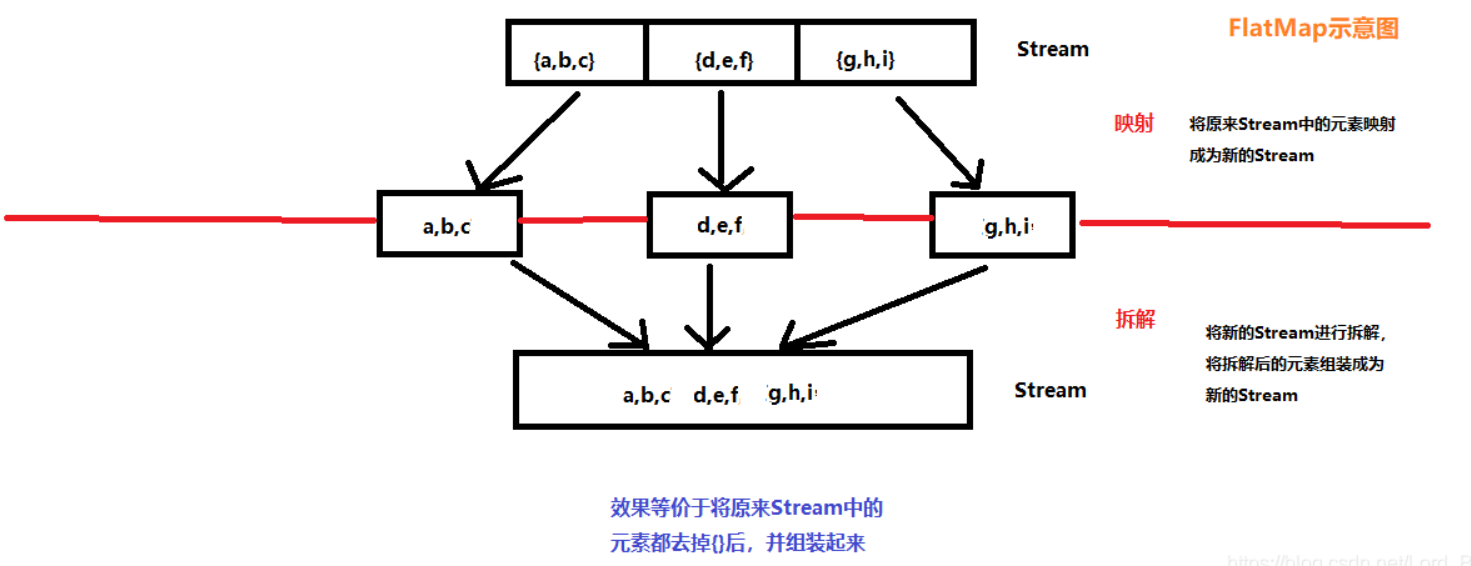 FlatMap示意图
{a,b,c} {d,e,f} {g,h,i} Stream
映射 将原来Stream中的元素映射
成为新的Stream
a,b,c d,e,f g,h,i
拆解 将新的Stream进行拆解，
将拆解后的元素组装成为
新的Stream
a,b,c d,e,f g,h,i Stream
效果等价于将原来Stream中的
元素都去掉{}后，并组装起来